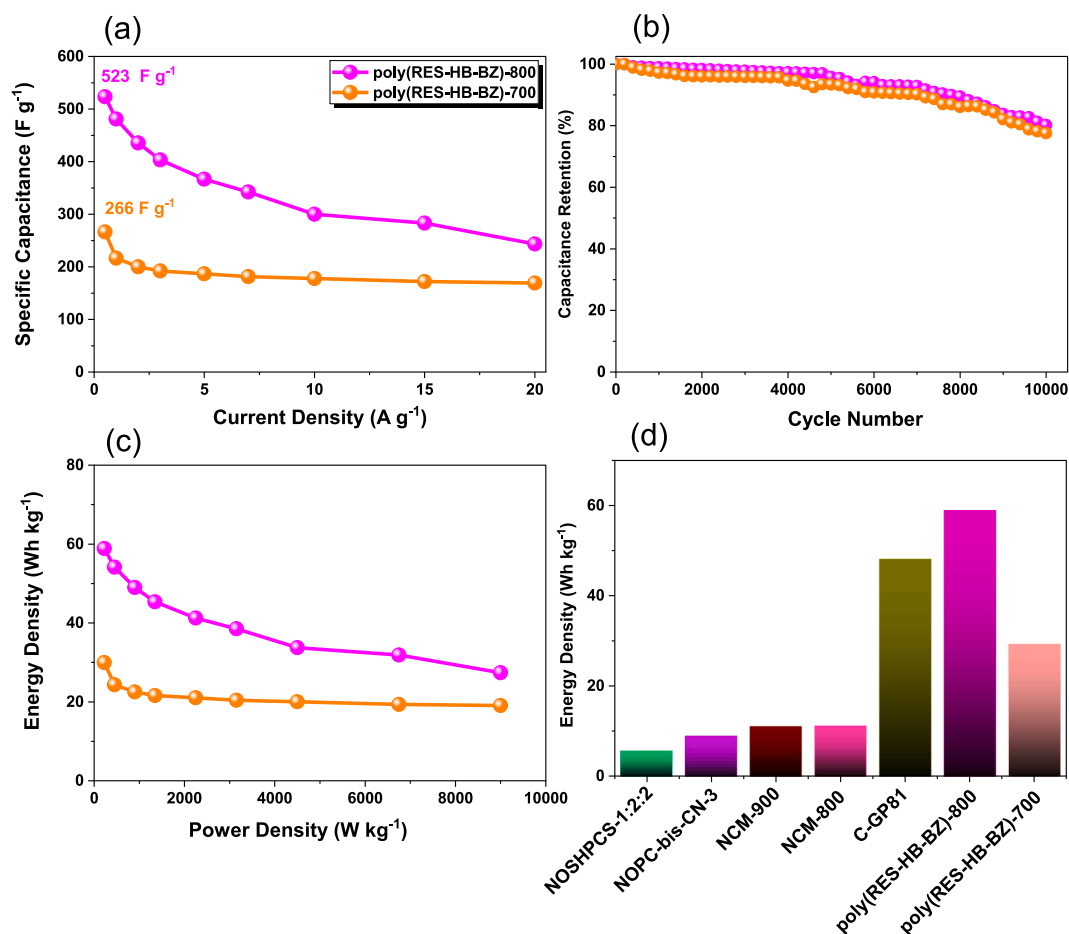 (a)
600
500
400
300
200
100
0
5
10
15
20
Specific Capacitance (F g⁻¹)
Current Density (A g⁻¹)
523 F g⁻¹
266 F g⁻¹
poly(RES-HB-BZ)-800
poly(RES-HB-BZ)-700
(b)
100
80
60
40
20
0
2000
4000
6000
8000
10000
Capacitance Retention (%)
Cycle Number
(c)
80
60
40
20
0
0
2000
4000
6000
8000
10000
Energy Density (Wh kg⁻¹)
Power Density (W kg⁻¹)
(d)
60
40
20
0
Energy Density (Wh kg⁻¹)
NOSHPCS-1:2:2
NOPC-bis-CN-3
NCM-900
NCM-800
C-GP81
poly(RES-HB-BZ)-800
poly(RES-HB-BZ)-700